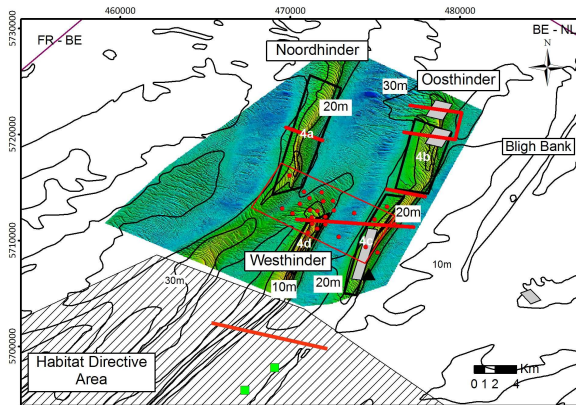 460000 470000 480000
5730000
FR - BE
BE - NL
N
Noordhinder
Oosthinder
30m
20m
4a
5720000
Bligh Bank
4b
20m
5710000
4d
4c
Westhinder
10m
30m
10m
20m
5700000
Habitat Directive
Area
Km
0 1 2 4